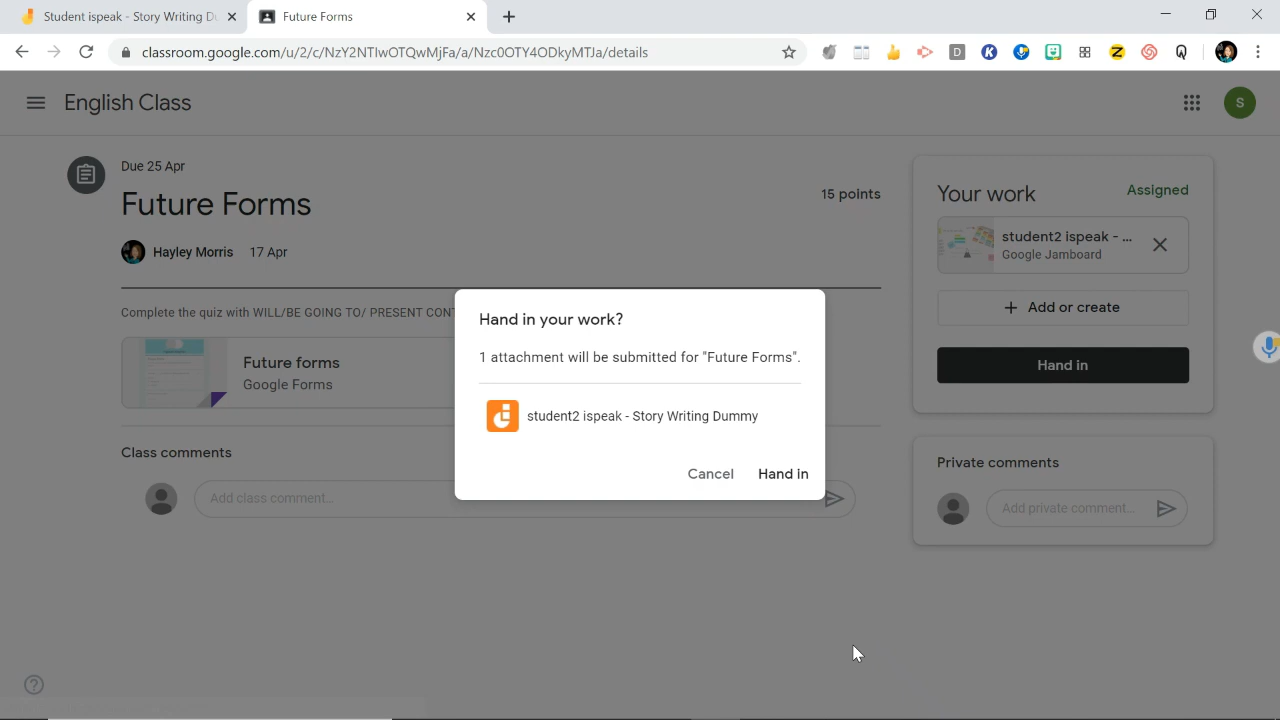 Student ispeak - Story Writing Du
Future Forms
classroom.google.com/u/2/c/NzY2NTIwOTQwMjFa/a/Nzc0OTY4ODkyMTJa/details
English Class
S
Due 25 Apr
Future Forms
15 points
Hayley Morris 17 Apr
Complete the quiz with WILL/BE GOING TO/ PRESENT CONT
Future forms
Google Forms
Class comments
Add class comment…
Your work
Assigned
student2 ispeak - ...
Google Jamboard
+ Add or create
Hand in
Private comments
Add private comment…
Hand in your work?
1 attachment will be submitted for "Future Forms".
student2 ispeak - Story Writing Dummy
Cancel Hand in